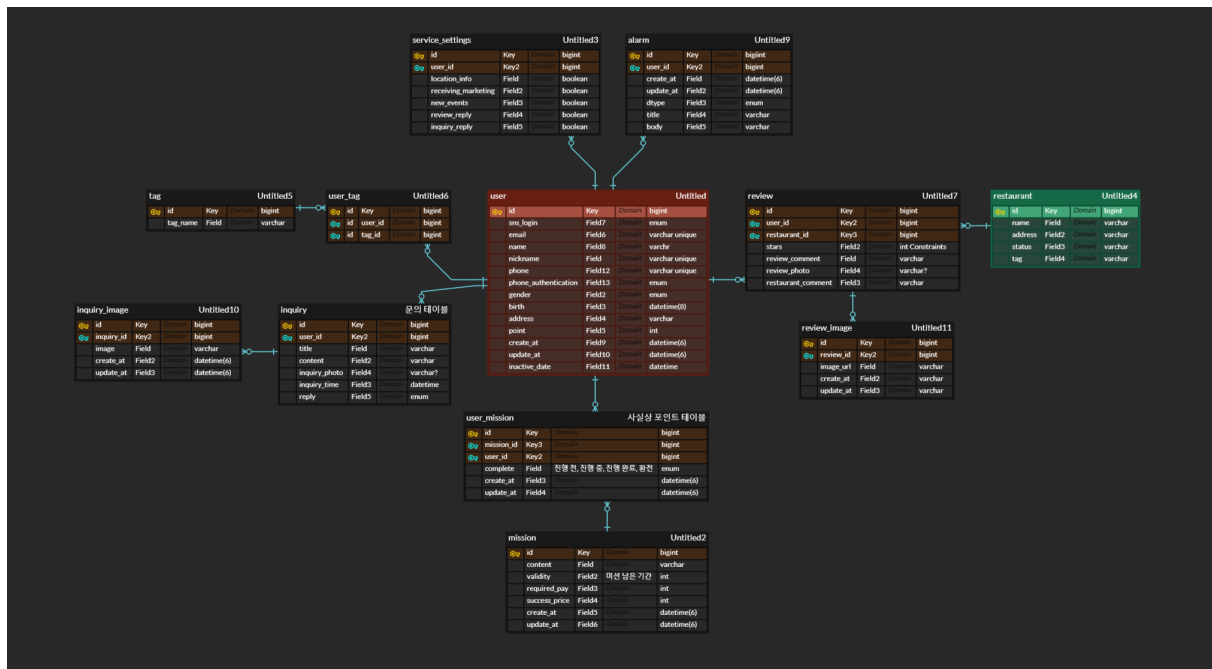 service_settings Untitled3
id Key Domain bigint
user_id Key2 Domain bigint
location_info Field Domain boolean
receiving_marketing Field2 Domain boolean
new_events Field3 Domain boolean
review_reply Field4 Domain boolean
inquiry_reply Field5 Domain boolean
alarm Untitled9
id Key Domain bigiint
user_id Key2 Domain bigint
create_at Field Domain datetime(6)
update_at Field2 Domain datetime(6)
dtype Field3 Domain enum
title Field4 Domain varchar
body Field5 Domain varchar
tag Untitled5
id Key Domain bigint
tag_name Field Domain varchar
user_tag Untitled6
id Key Domain bigint
id user_id Domain bigint
id tag_id Domain bigint
user Untitled
id Key Domain bigint
sns_login Field7 Domain enum
email Field6 Domain varchar unique
name Field8 Domain varchr
nickname Field Domain varchar unique
phone Field12 Domain varchar unique
phone_authentication Field13 Domain enum
gender Field2 Domain enum
birth Field3 Domain datetime(8)
address Field4 Domain varchar
point Field5 Domain int
create_at Field9 Domain datetime(6)
update_at Field10 Domain datetime(6)
inactive_date Field11 Domain datetime
review Untitled7
id Key Domain bigint
user_id Key2 Domain bigint
restaurant_id Key3 Domain bigint
stars Field2 Domain int Constraints
review_comment Field Domain varchar
review_photo Field4 Domain varchar?
restaurant_comment Field3 Domain varchar
restaurant Untitled4
id Key Domain bigint
name Field Domain varchar
address Field2 Domain varchar
status Field3 Domain varchar
tag Field4 Domain varchar
inquiry_image Untitled10
id Key Domain bigint
inquiry_id Key2 Domain bigint
image Field Domain varchar
create_at Field2 Domain datetime(6)
update_at Field3 Domain datetime(6)
inquiry 문의 테이블
id Key Domain bigint
user_id Key2 Domain bigint
title Field Domain varchar
content Field2 Domain varchar
inquiry_photo Field4 Domain varchar?
inquiry_time Field3 Domain datetime
reply Field5 Domain enum
review_image Untitled11
id Key Domain bigint
review_id Key2 Domain bigint
image_url Field Domain varchar
create_at Field2 Domain varchar
update_at Field3 Domain varchar
user_mission 사실상 포인트 테이블
id Key Domain bigint
mission_id Key3 Domain bigint
user_id Key2 Domain bigint
complete Field 진행 전, 진행 중, 진행 완료, 환전 enum
create_at Field3 Domain datetime(6)
update_at Field4 Domain datetime(6)
mission Untitled2
id Key Domain bigint
content Field Domain varchar
validity Field2 미션 남은 기간 int
required_pay Field3 Domain int
success_price Field4 Domain int
create_at Field5 Domain datetime(6)
update_at Field6 Domain datetime(6)